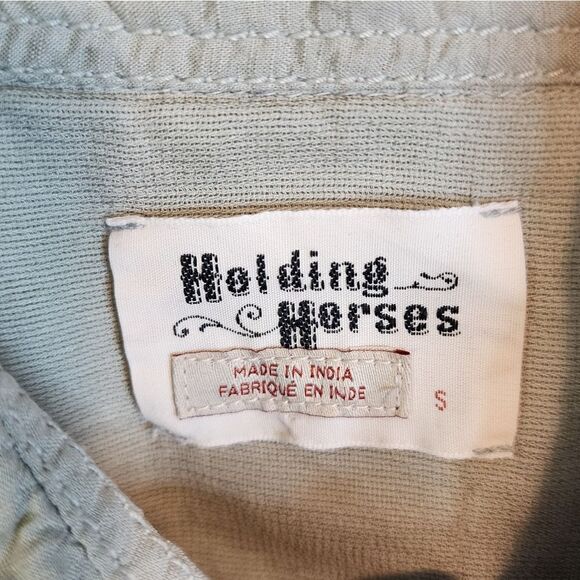 Holding
Horses
MADE IN INDIA
FABRIQUÉ EN INDE
S